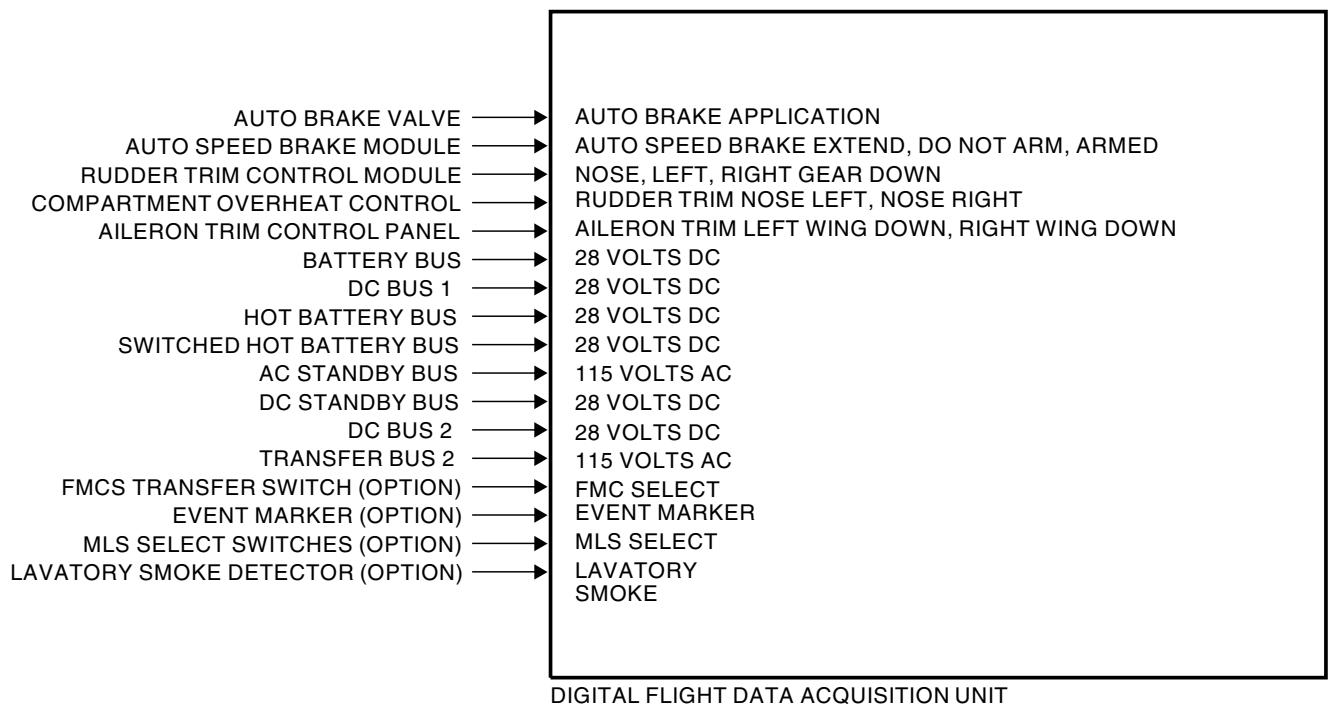 AUTO BRAKE VALVE AUTO BRAKE APPLICATION
AUTO SPEED BRAKE MODULE AUTO SPEED BRAKE EXTEND, DO NOT ARM, ARMED
RUDDER TRIM CONTROL MODULE NOSE, LEFT, RIGHT GEAR DOWN
COMPARTMENT OVERHEAT CONTROL RUDDER TRIM NOSE LEFT, NOSE RIGHT
AILERON TRIM CONTROL PANEL AILERON TRIM LEFT WING DOWN, RIGHT WING DOWN
BATTERY BUS 28 VOLTS DC
DC BUS 1 28 VOLTS DC
HOT BATTERY BUS 28 VOLTS DC
SWITCHED HOT BATTERY BUS 28 VOLTS DC
AC STANDBY BUS 115 VOLTS AC
DC STANDBY BUS 28 VOLTS DC
DC BUS 2 28 VOLTS DC
TRANSFER BUS 2 115 VOLTS AC
FMCS TRANSFER SWITCH (OPTION) FMC SELECT
EVENT MARKER (OPTION) EVENT MARKER
MLS SELECT SWITCHES (OPTION) MLS SELECT
LAVATORY SMOKE DETECTOR (OPTION) LAVATORY
SMOKE
DIGITAL FLIGHT DATA ACQUISITION UNIT